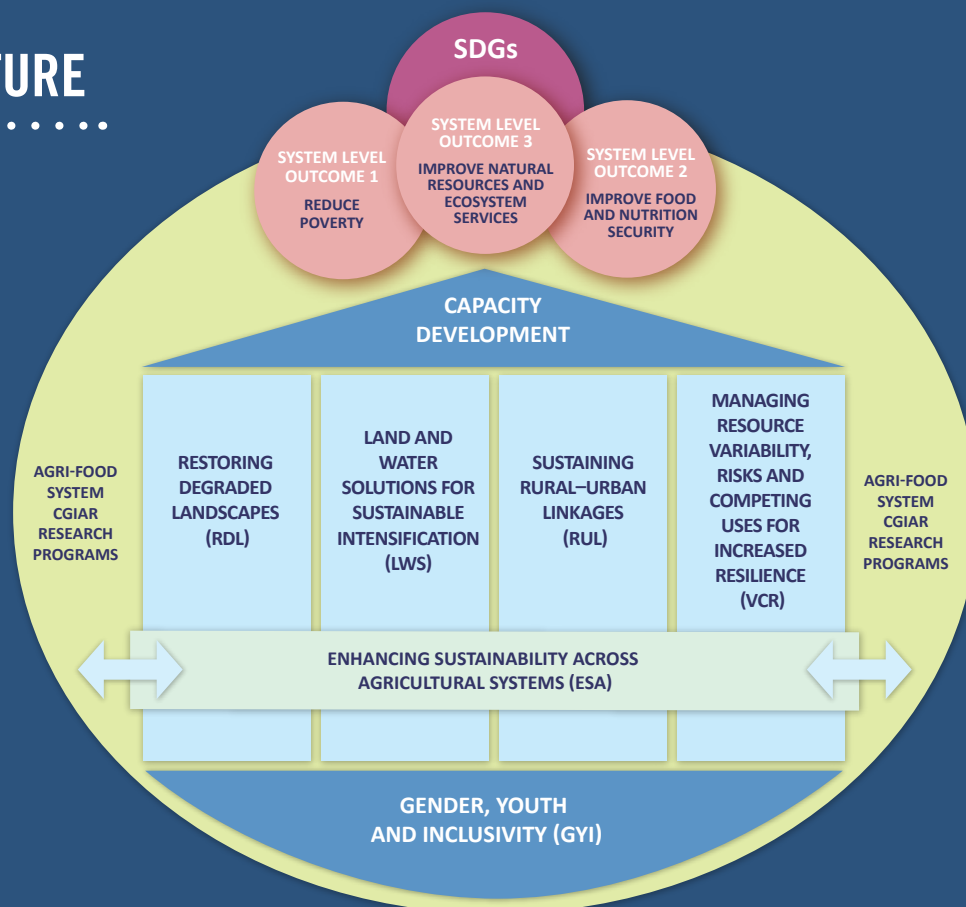 SDGs
SYSTEM LEVEL
OUTCOME 1
REDUCE
POVERTY
SYSTEM LEVEL
OUTCOME 3
IMPROVE NATURAL
RESOURCES AND
ECOSYSTEM
SERVICES
SYSTEM LEVEL
OUTCOME 2
IMPROVE FOOD
AND NUTRITION
SECURITY
CAPACITY
DEVELOPMENT
AGRI-FOOD
SYSTEM
CGIAR
RESEARCH
PROGRAMS
RESTORING
DEGRADED
LANDSCAPES
(RDL)
LAND AND
WATER
SOLUTIONS FOR
SUSTAINABLE
INTENSIFICATION
(LWS)
SUSTAINING
RURAL–URBAN
LINKAGES
(RUL)
MANAGING
RESOURCE
VARIABILITY,
RISKS AND
COMPETING
USES FOR
INCREASED
RESILIENCE
(VCR)
AGRI-FOOD
SYSTEM
CGIAR
RESEARCH
PROGRAMS
ENHANCING SUSTAINABILITY ACROSS
AGRICULTURAL SYSTEMS (ESA)
GENDER, YOUTH
AND INCLUSIVITY (GYI)